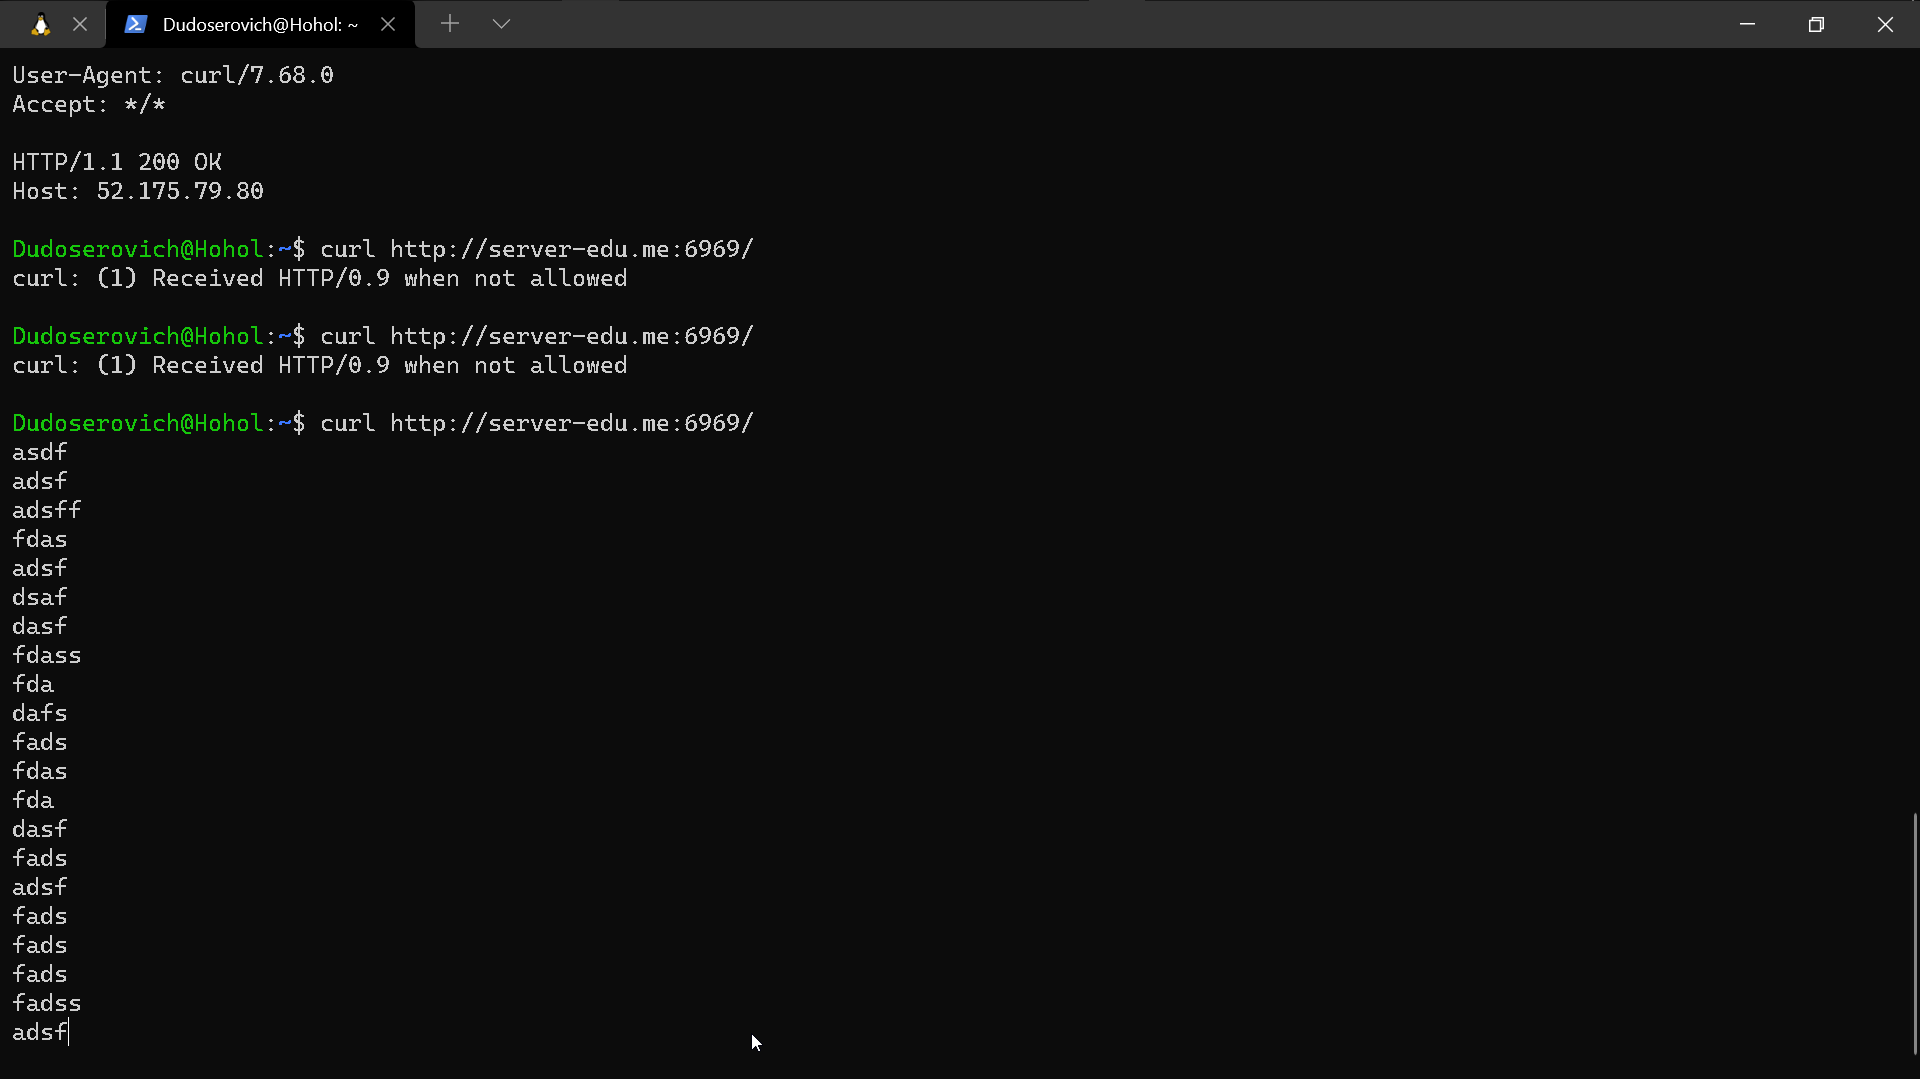 Dudoserovich@Hohol: ~
User-Agent: curl/7.68.0
Accept: */*
HTTP/1.1 200 OK
Host: 52.175.79.80
Dudoserovich@Hohol:~$ curl http://server-edu.me:6969/
curl: (1) Received HTTP/0.9 when not allowed
Dudoserovich@Hohol:~$ curl http://server-edu.me:6969/
curl: (1) Received HTTP/0.9 when not allowed
Dudoserovich@Hohol:~$ curl http://server-edu.me:6969/
asdf
adsf
adsff
fdas
adsf
dsaf
dasf
fdass
fda
dafs
fads
fdas
fda
dasf
fads
adsf
fads
fads
fads
fadss
adsf